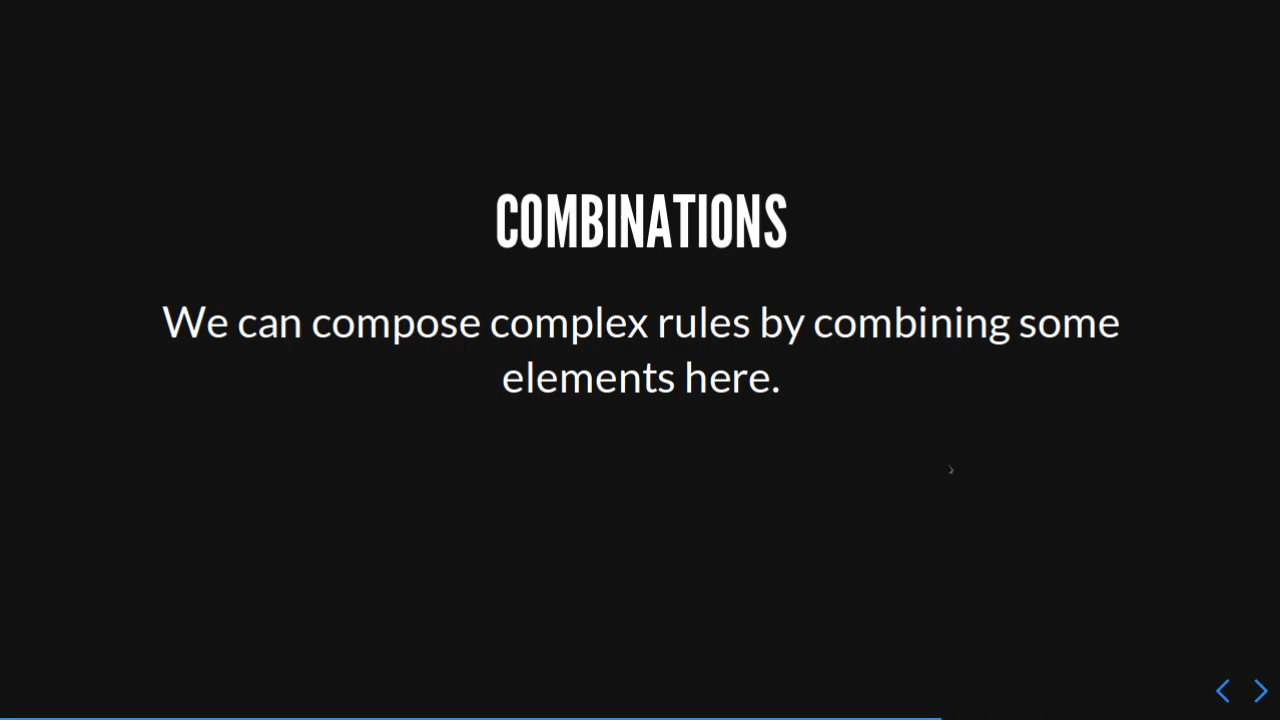 COMBINATIONS
We can compose complex rules by combining some
elements here.